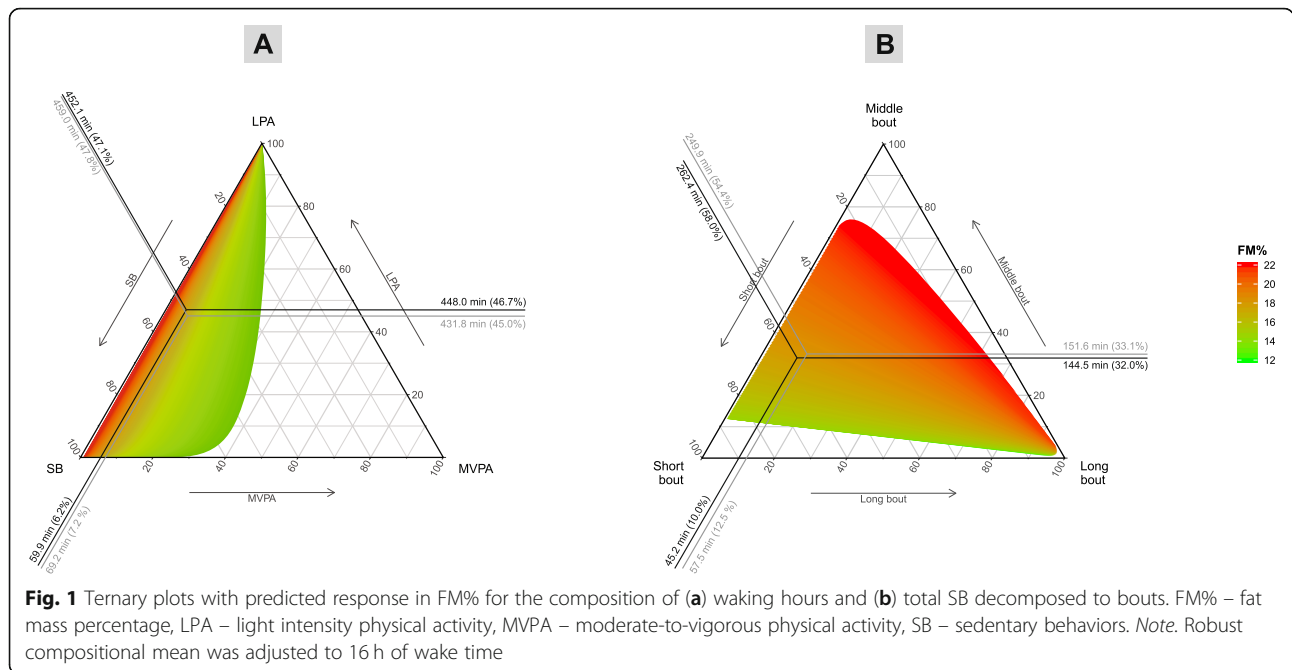 A
B
452.1 min (47.1%)
459.0 min (47.8%)
LPA
100
80
60
40
20
20
40
60
80
100
SB
LPA
448.0 min (46.7%)
431.8 min (45.0%)
SB
MVPA
20
40
60
80
100
MVPA
59.9 min (6.2%)
69.2 min (7.2 %)
249.9 min (54.4%)
262.4 min (58.0%)
Middle
bout
100
80
60
40
20
20
40
60
80
100
Short bout
Middle bout
151.6 min (33.1%)
144.5 min (32.0%)
Short
bout
Long
bout
20
40
60
80
100
Long bout
45.2 min (10.0%)
57.5 min (12.5 %)
FM%
22
20
18
16
14
12
Fig. 1 Ternary plots with predicted response in FM% for the composition of (a) waking hours and (b) total SB decomposed to bouts. FM% – fat
mass percentage, LPA – light intensity physical activity, MVPA – moderate-to-vigorous physical activity, SB – sedentary behaviors. Note. Robust
compositional mean was adjusted to 16 h of wake time